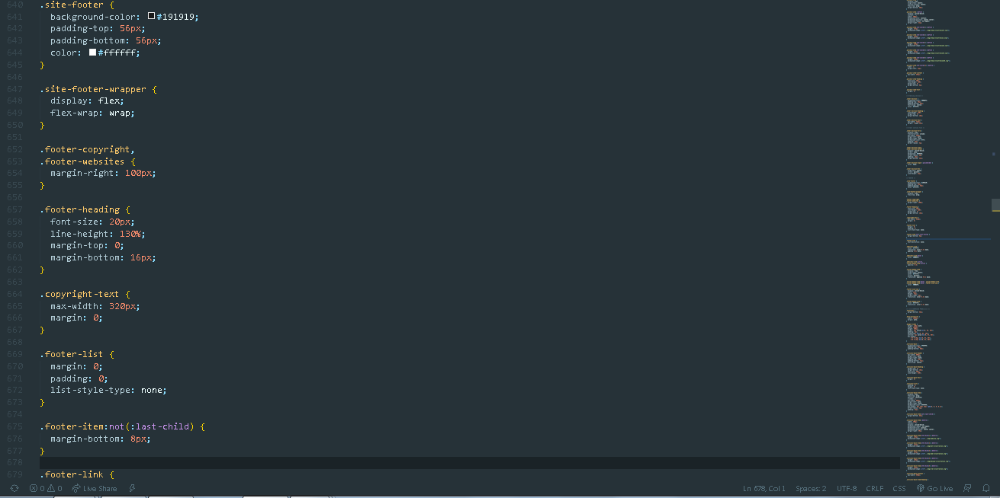 640 .site-footer {
641 background-color: #191919;
642 padding-top: 56px;
643 padding-bottom: 56px;
644 color: #ffffff;
645 }
646
647 .site-footer-wrapper {
648 display: flex;
649 flex-wrap: wrap;
650 }
651
652 .footer-copyright,
653 .footer-websites {
654 margin-right: 100px;
655 }
656
657 .footer-heading {
658 font-size: 20px;
659 line-height: 130%;
660 margin-top: 0;
661 margin-bottom: 16px;
662 }
663
664 .copyright-text {
665 max-width: 320px;
666 margin: 0;
667 }
668
669 .footer-list {
670 margin: 0;
671 padding: 0;
672 list-style-type: none;
673 }
674
675 .footer-item:not(:last-child) {
676 margin-bottom: 8px;
677 }
678
679 .footer-link {
0 0 Live Share Ln 678, Col 1 Spaces: 2 UTF-8 CRLF CSS Go Live